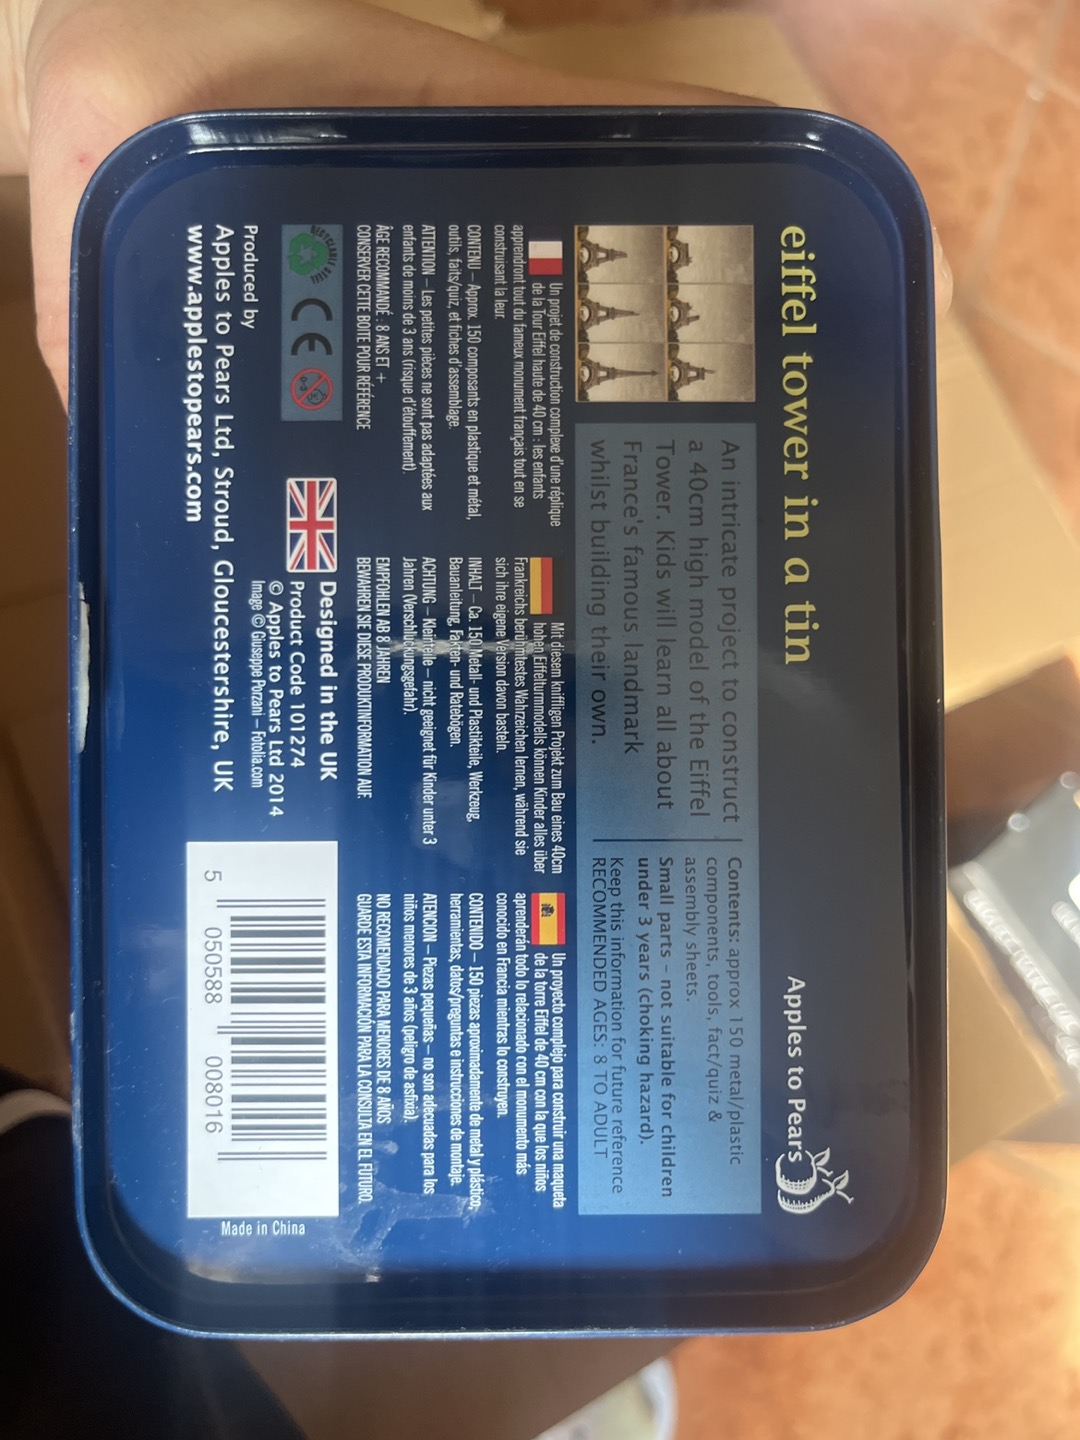 eiffel tower in a tin
Apples to Pears
An intricate project to construct
a 40cm high model of the Eiffel
Tower. Kids will learn all about
France's famous landmark
whilst building their own.
Contents: approx 150 metal/plastic
components, tools, fact/quiz &
assembly sheets.
Small parts – not suitable for children
under 3 years (choking hazard).
Keep this information for future reference
RECOMMENDED AGES: 8 TO ADULT
Un projet de construction complexe d'une réplique
de la Tour Eiffel haute de 40 cm : les enfants
apprendront tout du fameux monument français tout en se
construisant la leur.
CONTENU – Approx. 150 composants en plastique et métal,
outils, faits/quiz, et fiches d'assemblage.
ATTENTION – Les petites pièces ne sont pas adaptées aux
enfants de moins de 3 ans (risque d'étouffement).
ÂGE RECOMMANDÉ : 8 ANS ET +
CONSERVER CETTE BOITE POUR RÉFÉRENCE
Mit diesem kniffligen Projekt zum Bau eines 40cm
hohen Eiffelturmmodells können Kinder alles über
Frankreichs berühmtestes Wahrzeichen lernen, während sie
sich ihre eigene Version davon basteln.
INHALT – Ca. 150 Metall- und Plastikteile, Werkzeug,
Bauanleitung, Fakten- und Ratebögen.
ACHTUNG – Kleinteile – nicht geeignet für Kinder unter 3
Jahren (Verschluckungsgefahr).
EMPFOHLEN AB 8 JAHREN
BEWAHREN SIE DIESE PRODUKTINFORMATION AUF.
Un proyecto complejo para construir una maqueta
de la torre Eiffel de 40 cm con la que los niños
aprenderán todo lo relacionado con el monumento más
conocido en Francia mientras lo construyen.
CONTENIDO – 150 piezas aproximadamente de metal y plástico,
herramientas, datos/preguntas e instrucciones de montaje.
ATENCION – Piezas pequeñas – no son adecuadas para los
niños menores de 3 años (peligro de asfixia).
NO RECOMENDADO PARA MENORES DE 8 AÑOS
GUARDE ESTA INFORMACIÓN PARA LA CONSULTA EN EL FUTURO.
RECYCLABLE STEEL
CE
0-3
Designed in the UK
Product Code 101274
© Apples to Pears Ltd 2014
Image © Giuseppe Porzani – Fotolia.com
Produced by
Apples to Pears Ltd, Stroud, Gloucestershire, UK
www.applestopears.com
5 050588 008016
Made in China